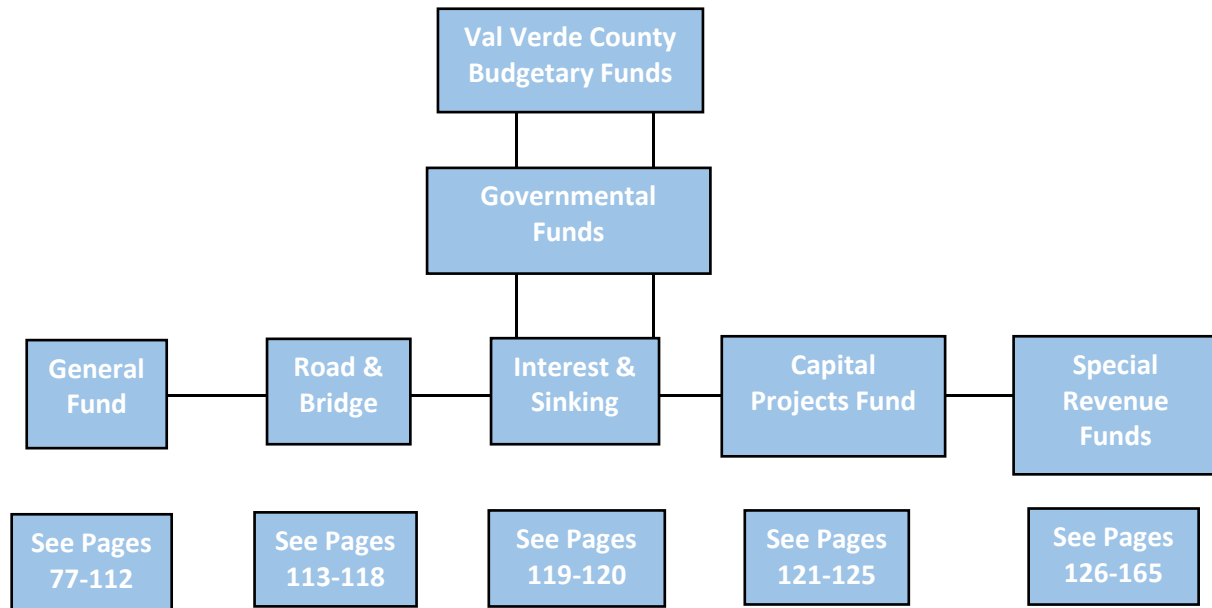 Val Verde County
Budgetary Funds
Governmental
Funds
General
Fund
Road &
Bridge
Interest &
Sinking
Capital
Projects Fund
Special
Revenue
Funds
See Pages
77-112
See Pages
113-118
See Pages
119-120
See Pages
121-125
See Pages
126-165